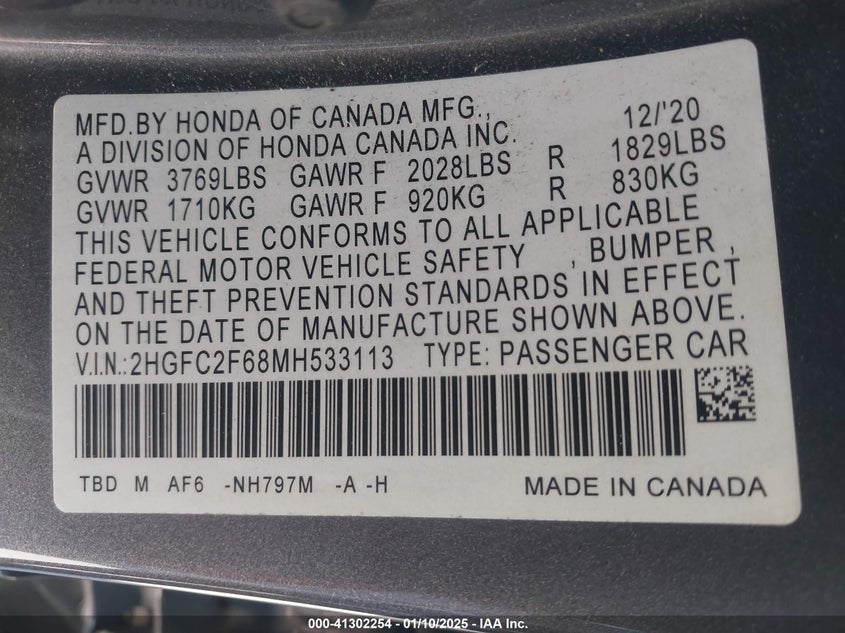 MFD.BY HONDA OF CANADA MFG., 12/'20
A DIVISION OF HONDA CANADA INC.
GVWR 3769LBS GAWR F 2028LBS R 1829LBS
GVWR 1710KG GAWR F 920KG R 830KG
THIS VEHICLE CONFORMS TO ALL APPLICABLE
FEDERAL MOTOR VEHICLE SAFETY , BUMPER ,
AND THEFT PREVENTION STANDARDS IN EFFECT
ON THE DATE OF MANUFACTURE SHOWN ABOVE.
V.I.N.:2HGFC2F68MH533113 TYPE: PASSENGER CAR
TBD M AF6 -NH797M -A -H MADE IN CANADA
000-41302254 - 01/10/2025 - IAA Inc.